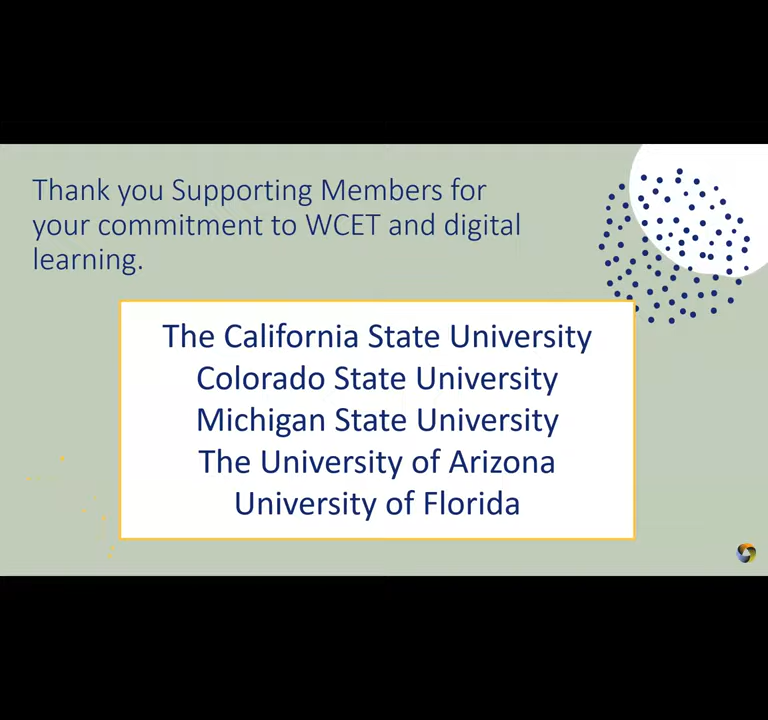 Thank you Supporting Members for
your commitment to WCET and digital
learning.
The California State University
Colorado State University
Michigan State University
The University of Arizona
University of Florida